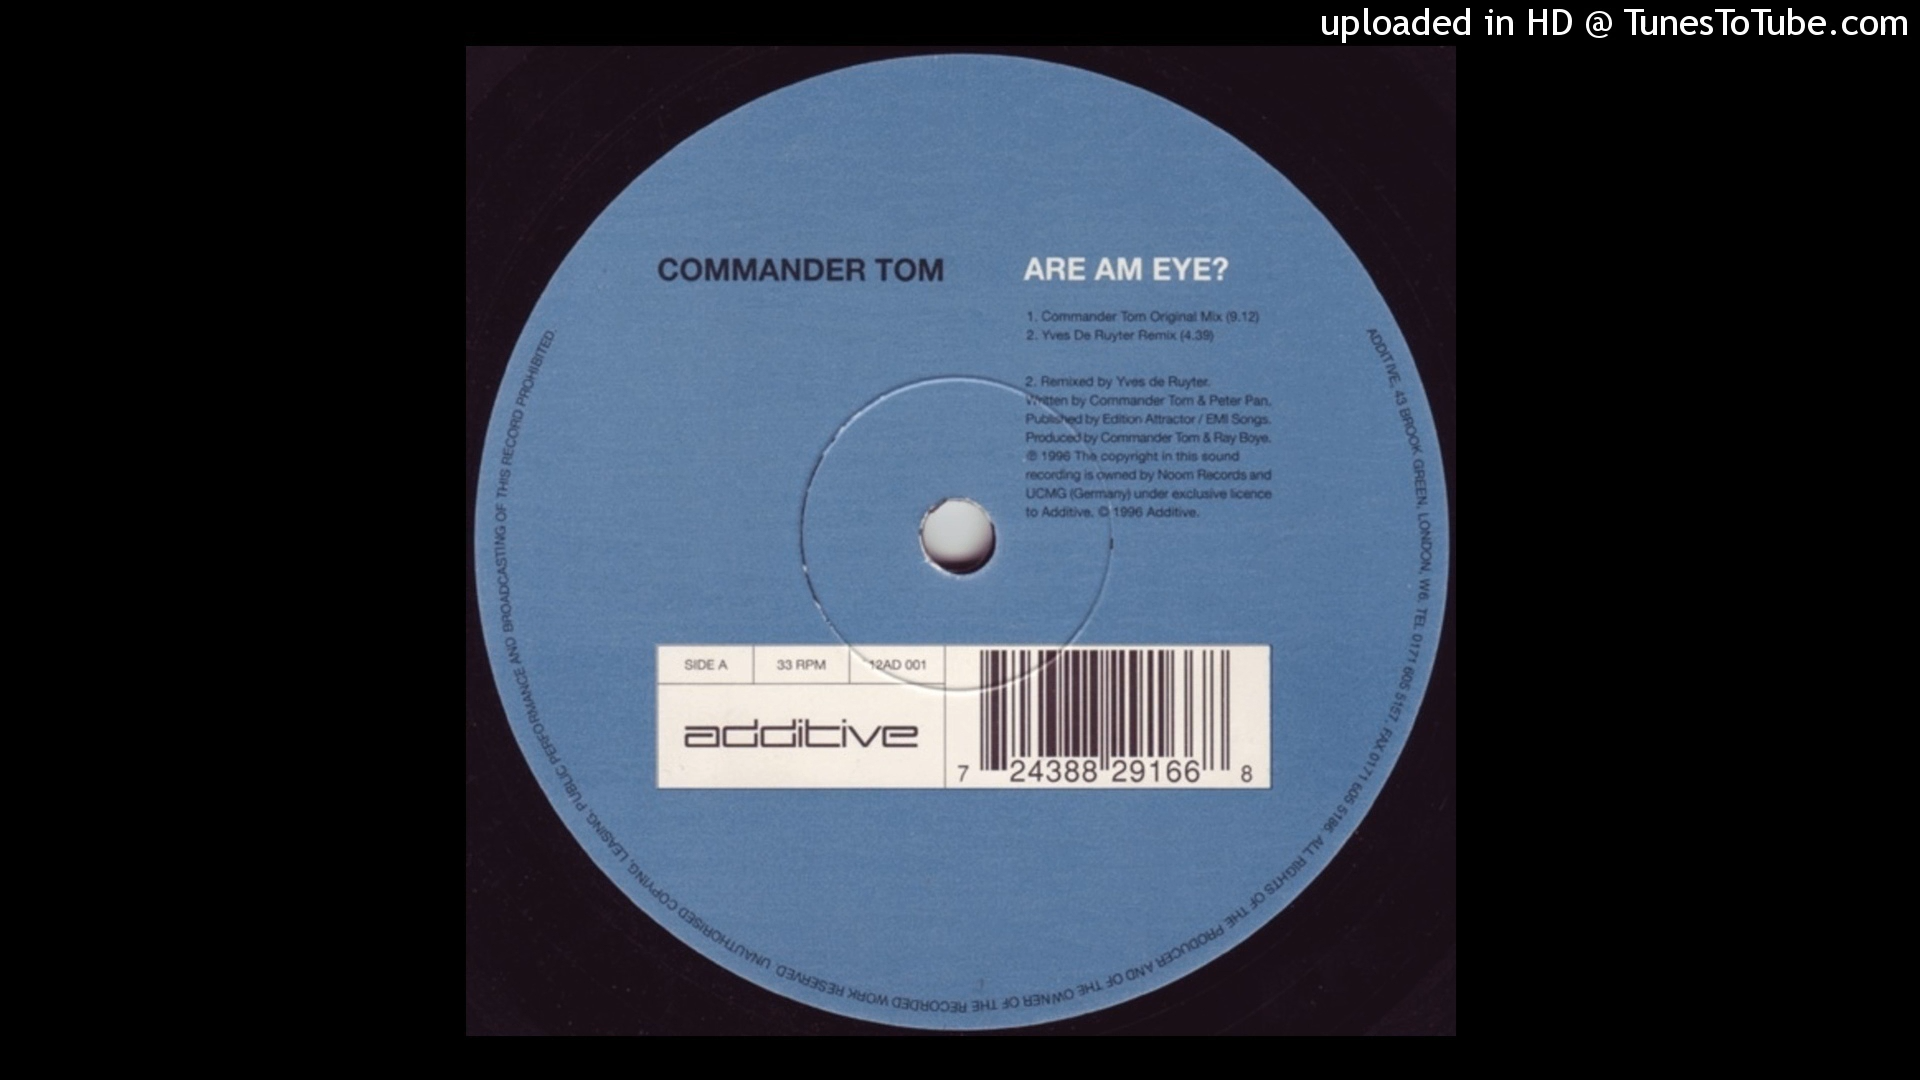 uploaded in HD @ TunesToTube.com
COMMANDER TOM
ARE AM EYE?
1. Commander Tom Original Mix (9.12)
2. Yves De Ruyter Remix (4.39)
2. Remixed by Yves de Ruyter.
Written by Commander Tom & Peter Pan.
Published by Edition Attractor / EMI Songs.
Produced by Commander Tom & Ray Boye.
℗ 1996 The copyright in this sound
recording is owned by Noom Records and
UCMG (Germany) under exclusive licence
to Additive. © 1996 Additive.
SIDE A
33 RPM
12AD 001
additive
7 24388 29166 8
ADDITIVE, 43 BROOK GREEN, LONDON, W6. TEL 0171 605 5157. FAX 0171 605 5186. ALL RIGHTS OF THE PRODUCER AND OF THE OWNER OF THE RECORDED WORK RESERVED. UNAUTHORISED COPYING, LEASING, PUBLIC PERFORMANCE AND BROADCASTING OF THIS RECORD PROHIBITED.